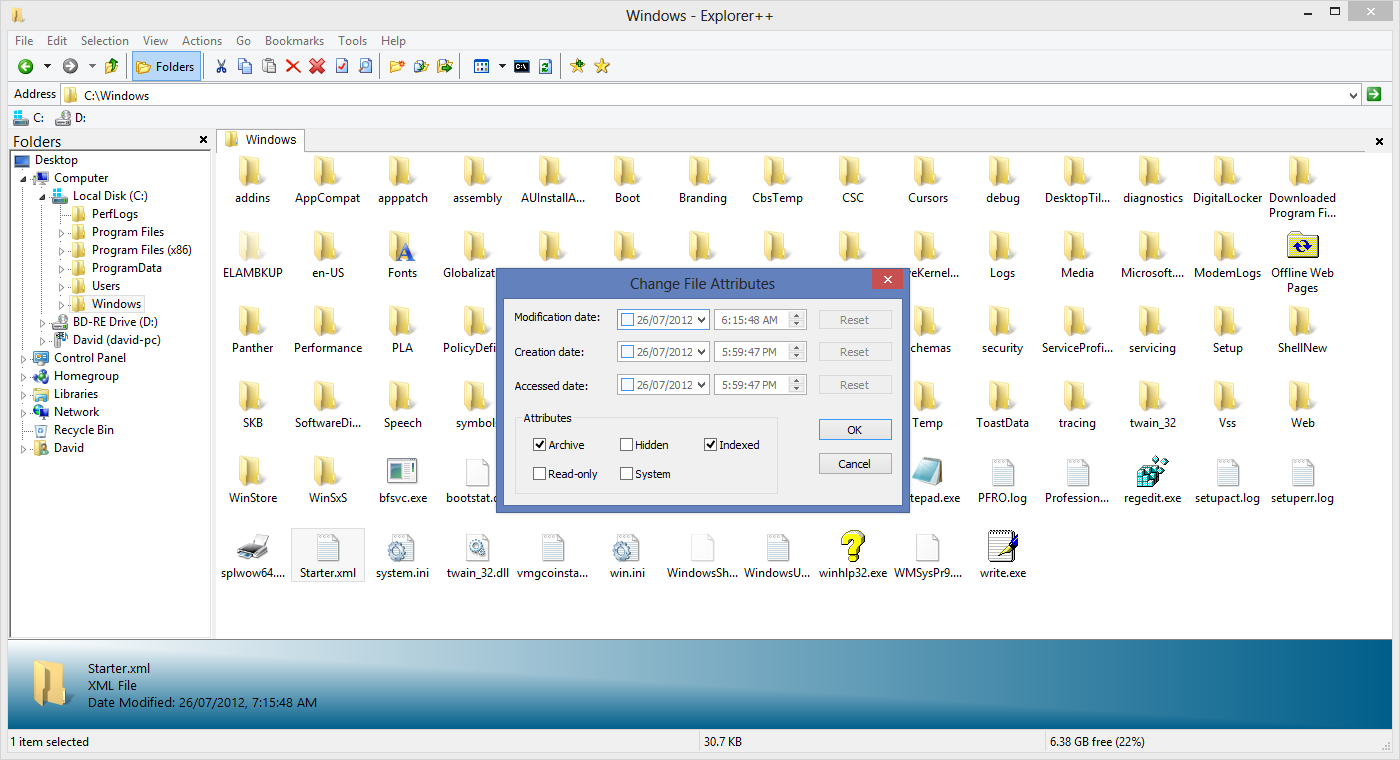 Windows - Explorer++
File Edit Selection View Actions Go Bookmarks Tools Help
Folders
Address C:\Windows
C: D:
Folders
Desktop
Computer
Local Disk (C:)
PerfLogs
Program Files
Program Files (x86)
ProgramData
Users
Windows
BD-RE Drive (D:)
David (david-pc)
Control Panel
Homegroup
Libraries
Network
Recycle Bin
David
Windows
addins AppCompat apppatch assembly AUInstallA... Boot Branding CbsTemp CSC Cursors debug DesktopTil... diagnostics DigitalLocker Downloaded
Program Fi...
ELAMBKUP en-US Fonts Globalizat veKernel... Logs Media Microsoft.... ModemLogs Offline Web
Pages
Panther Performance PLA PolicyDefi chemas security ServiceProfi... servicing Setup ShellNew
SKB SoftwareDi... Speech symbols Temp ToastData tracing twain_32 Vss Web
WinStore WinSxS bfsvc.exe bootstat.d tepad.exe PFRO.log Profession... regedit.exe setupact.log setuperr.log
splwow64.... Starter.xml system.ini twain_32.dll vmgcoinsta... win.ini WindowsSh... WindowsU... winhlp32.exe WMSysPr9.... write.exe
Change File Attributes
Modification date: 26/07/2012 6:15:48 AM Reset
Creation date: 26/07/2012 5:59:47 PM Reset
Accessed date: 26/07/2012 5:59:47 PM Reset
Attributes
Archive Hidden Indexed
Read-only System
OK
Cancel
Starter.xml
XML File
Date Modified: 26/07/2012, 7:15:48 AM
1 item selected 30.7 KB 6.38 GB free (22%)